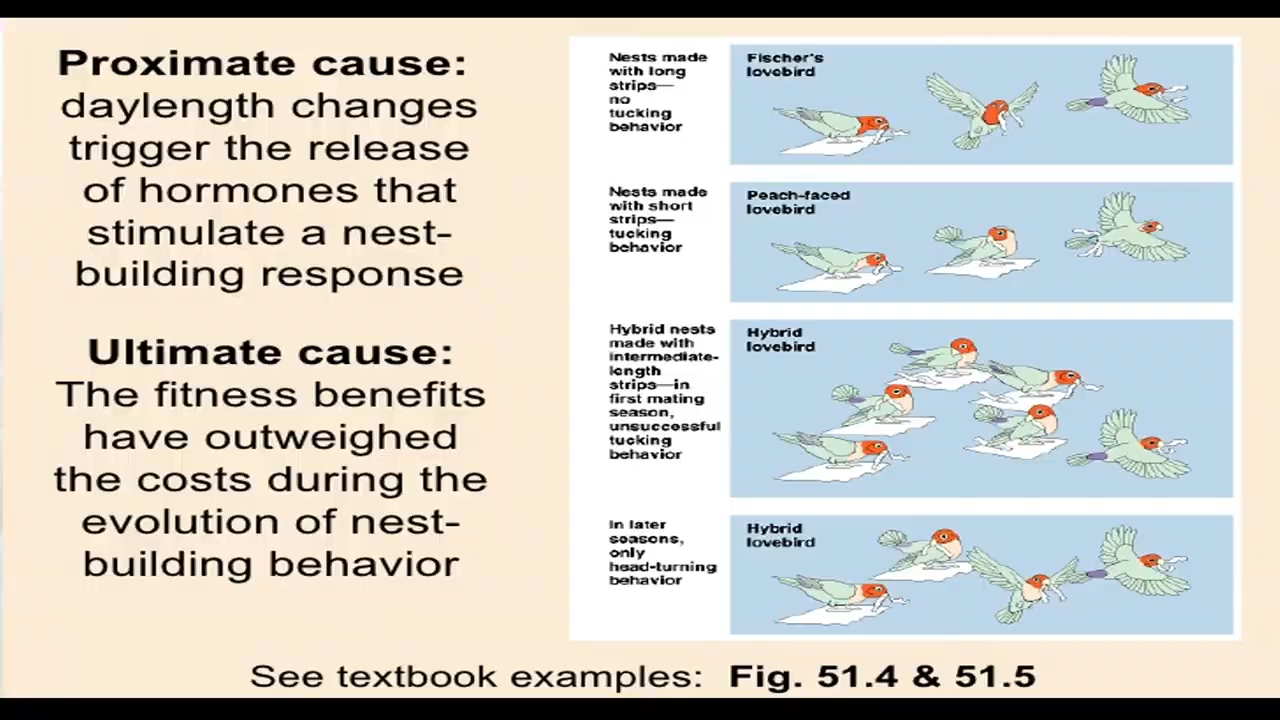 Proximate cause:
daylength changes
trigger the release
of hormones that
stimulate a nest-
building response
Ultimate cause:
The fitness benefits
have outweighed
the costs during the
evolution of nest-
building behavior
Nests made
with long
strips—
no
tucking
behavior
Fischer's
lovebird
Nests made
with short
strips—
tucking
behavior
Peach-faced
lovebird
Hybrid nests
made with
intermediate-
length
strips—in
first mating
season,
unsuccessful
tucking
behavior
Hybrid
lovebird
In later
seasons,
only
head-turning
behavior
Hybrid
lovebird
See textbook examples: Fig. 51.4 & 51.5